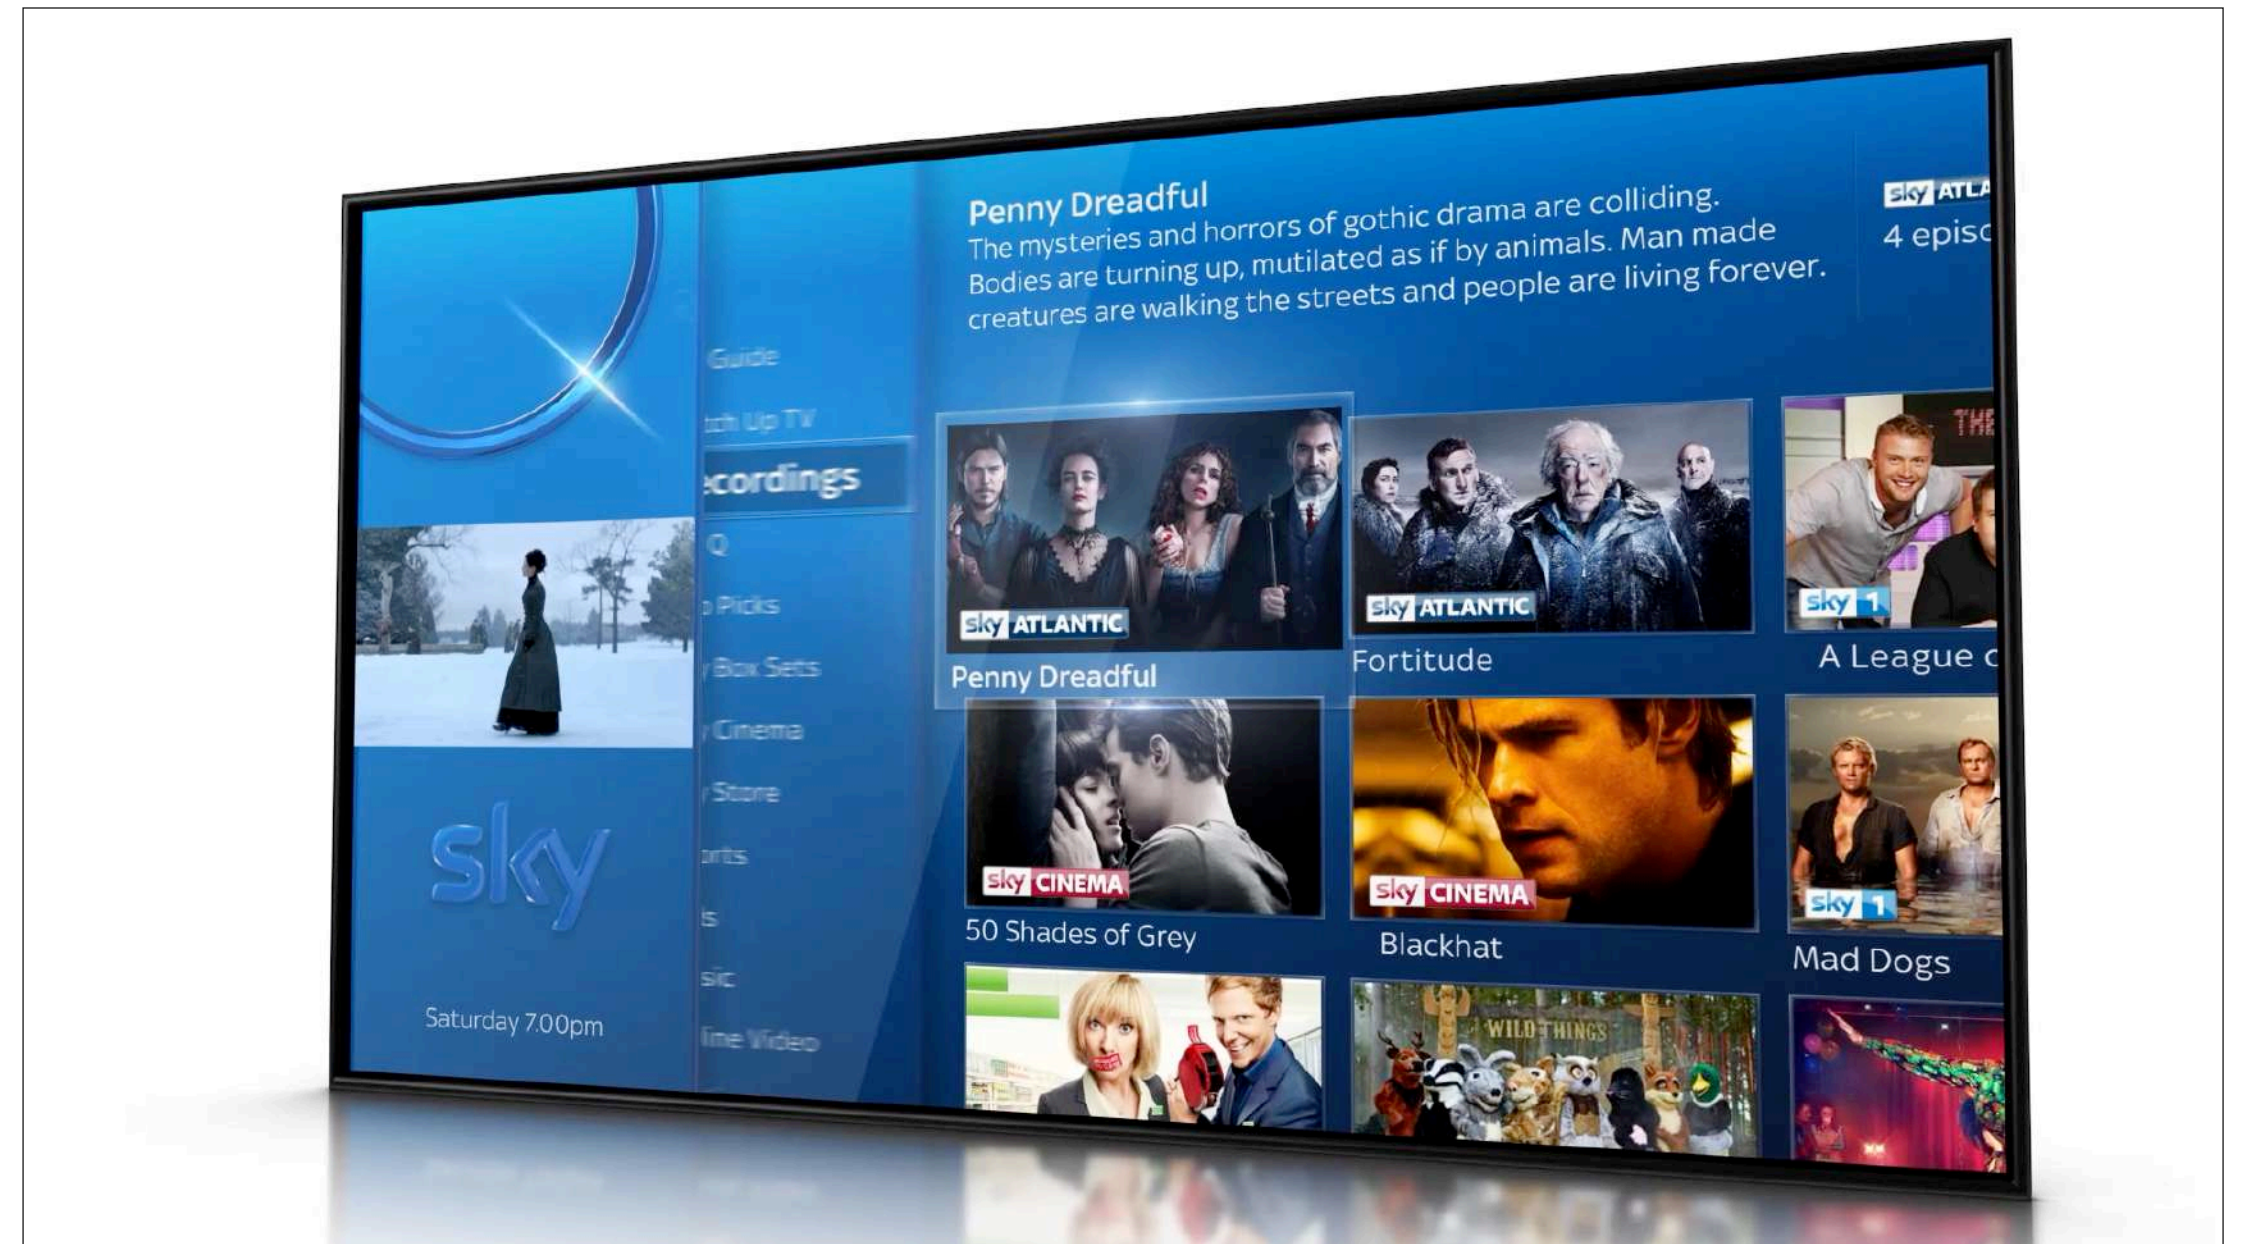 Penny Dreadful
The mysteries and horrors of gothic drama are colliding.
Bodies are turning up, mutilated as if by animals. Man made
creatures are walking the streets and people are living forever.
sky ATLA
4 episo
Guide
tch Up TV
ecordings
Q
p Picks
y Box Sets
y Cinema
y Store
orts
s
sic
line Video
sky
Saturday 7.00pm
sky ATLANTIC
Penny Dreadful
sky ATLANTIC
Fortitude
THE
sky 1
A League o
sky CINEMA
50 Shades of Grey
sky CINEMA
Blackhat
sky 1
Mad Dogs
WILD THINGS